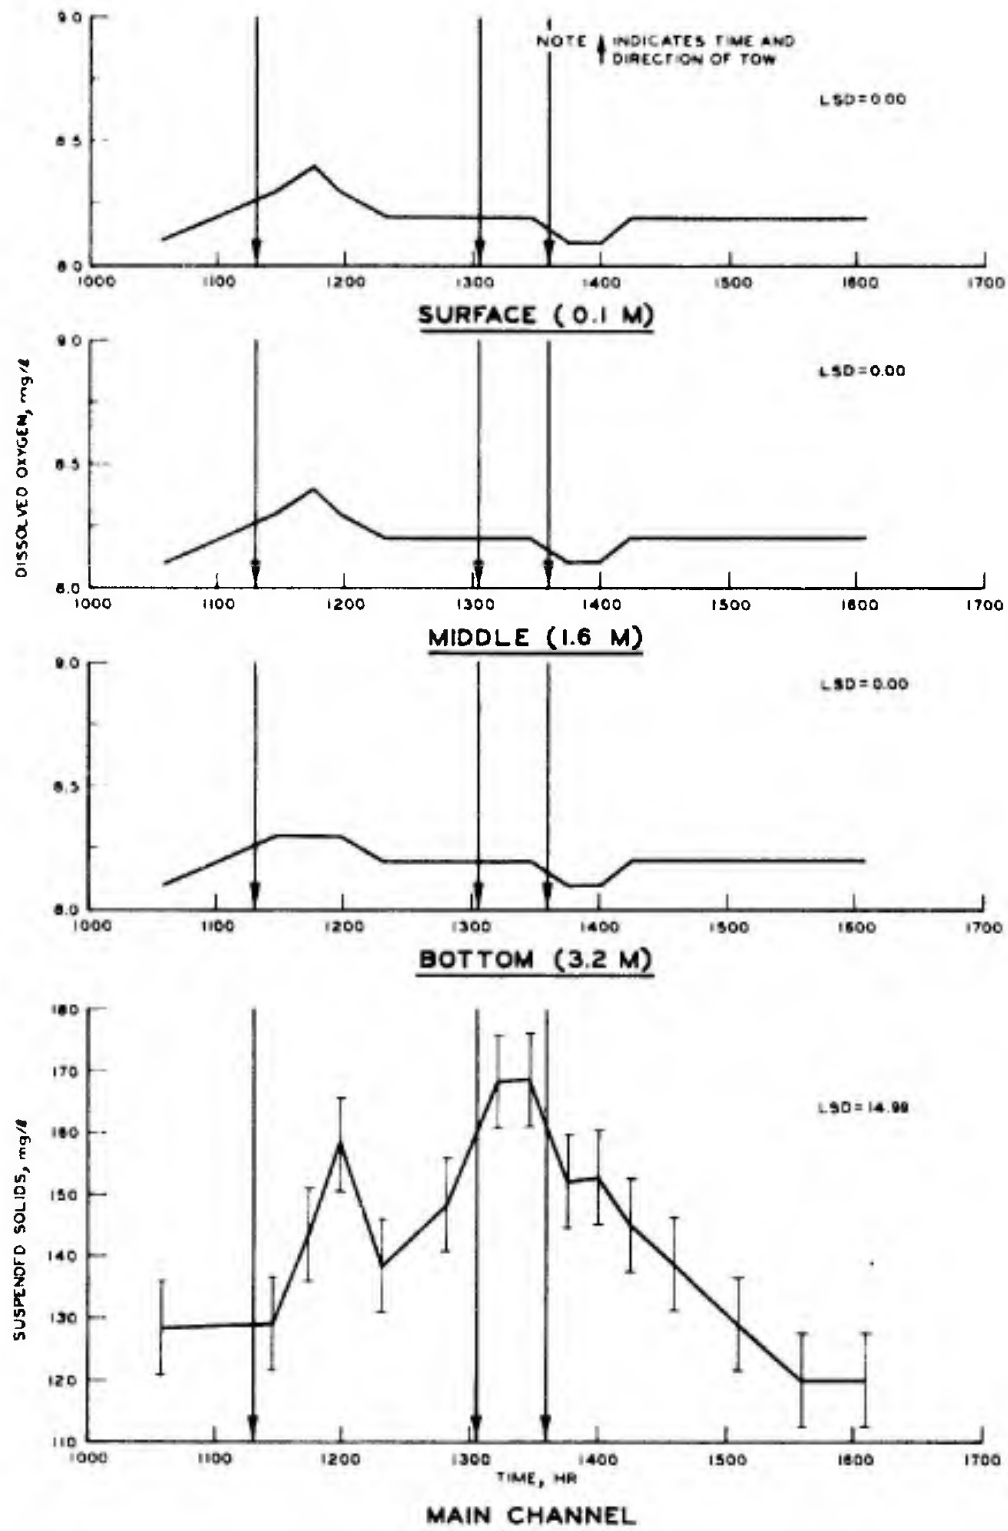 9.0
NOTE INDICATES TIME AND
DIRECTION OF TOW
LSD=0.00
8.5
8.0
1000 1100 1200 1300 1400 1500 1600 1700
SURFACE (0.1 M)
9.0
LSD=0.00
8.5
8.0
1000 1100 1200 1300 1400 1500 1600 1700
MIDDLE (1.6 M)
DISSOLVED OXYGEN, mg/ℓ
9.0
LSD=0.00
8.5
8.0
1000 1100 1200 1300 1400 1500 1600 1700
BOTTOM (3.2 M)
180
170
LSD=14.99
160
150
140
130
120
110
SUSPENDED SOLIDS, mg/ℓ
1000 1100 1200 1300 1400 1500 1600 1700
TIME, HR
MAIN CHANNEL